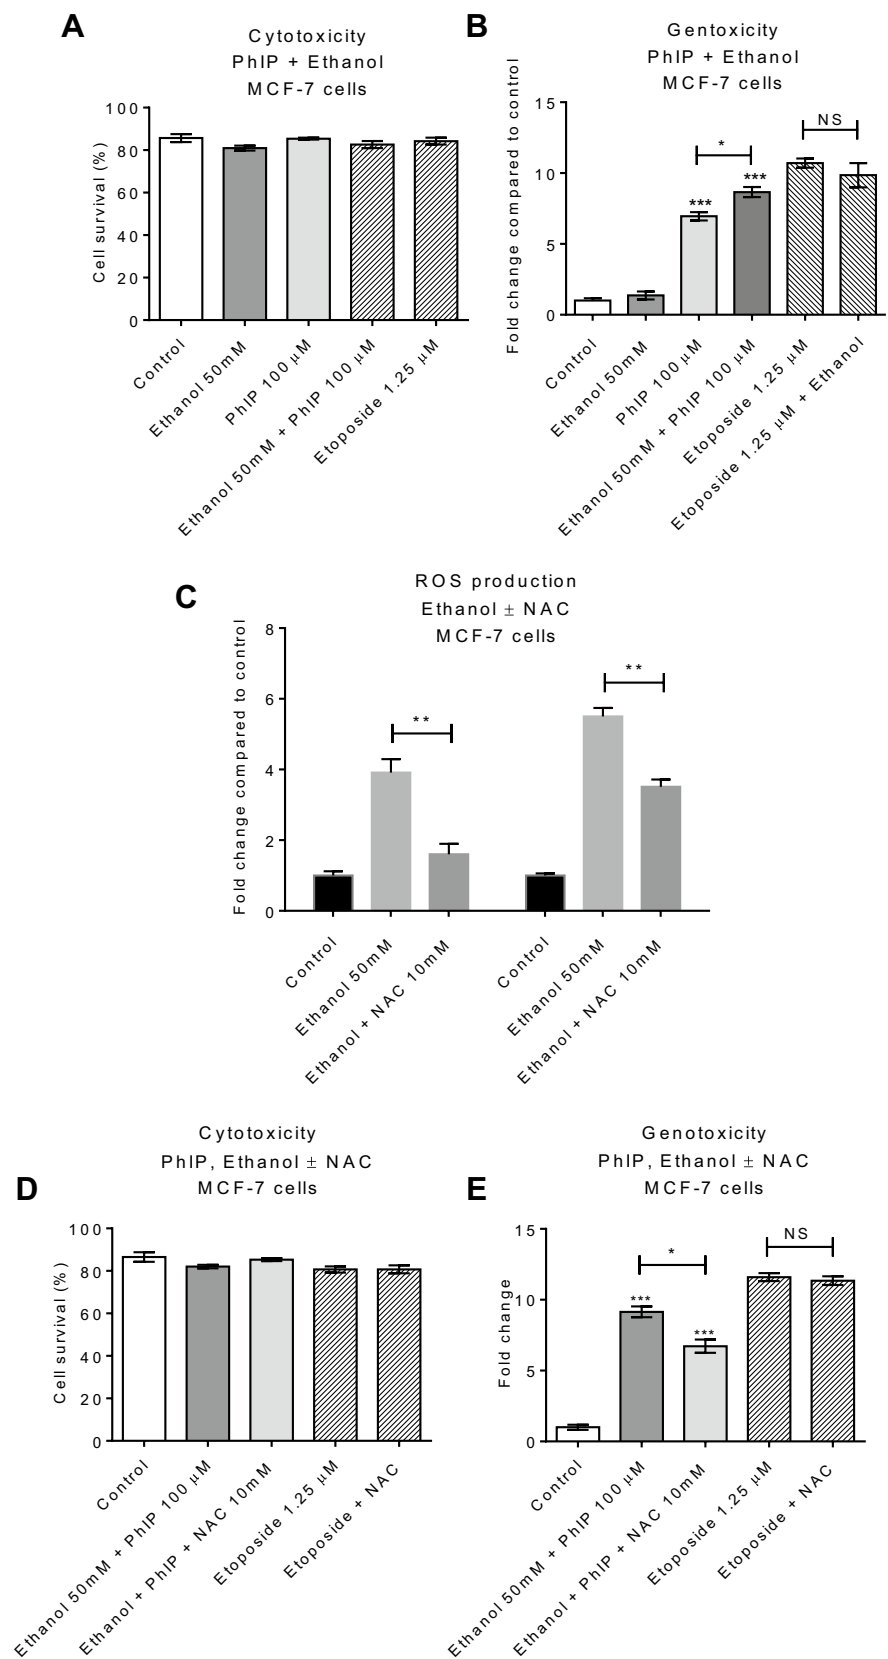 A
Cytotoxicity
PhIP + Ethanol
MCF-7 cells
Cell survival (%)
100
80
60
40
20
0
Control
Ethanol 50mM
PhIP 100 μM
Ethanol 50mM + PhIP 100 μM
Etoposide 1.25 μM
B
Gentoxicity
PhIP + Ethanol
MCF-7 cells
Fold change compared to control
15
10
5
0
***
*
***
NS
Control
Ethanol 50mM
PhIP 100 μM
Ethanol 50mM + PhIP 100 μM
Etoposide 1.25 μM
Etoposide 1.25 μM + Ethanol
C
ROS production
Ethanol ± NAC
MCF-7 cells
Fold change compared to control
8
6
4
2
0
**
**
Control
Ethanol 50mM
Ethanol + NAC 10mM
Control
Ethanol 50mM
Ethanol + NAC 10mM
D
Cytotoxicity
PhIP, Ethanol ± NAC
MCF-7 cells
Cell survival (%)
100
80
60
40
20
0
Control
Ethanol 50mM + PhIP 100 μM
Ethanol + PhIP + NAC 10mM
Etoposide 1.25 μM
Etoposide + NAC
E
Genotoxicity
PhIP, Ethanol ± NAC
MCF-7 cells
Fold change
15
10
5
0
***
*
***
NS
Control
Ethanol 50mM + PhIP 100 μM
Ethanol + PhIP + NAC 10mM
Etoposide 1.25 μM
Etoposide + NAC